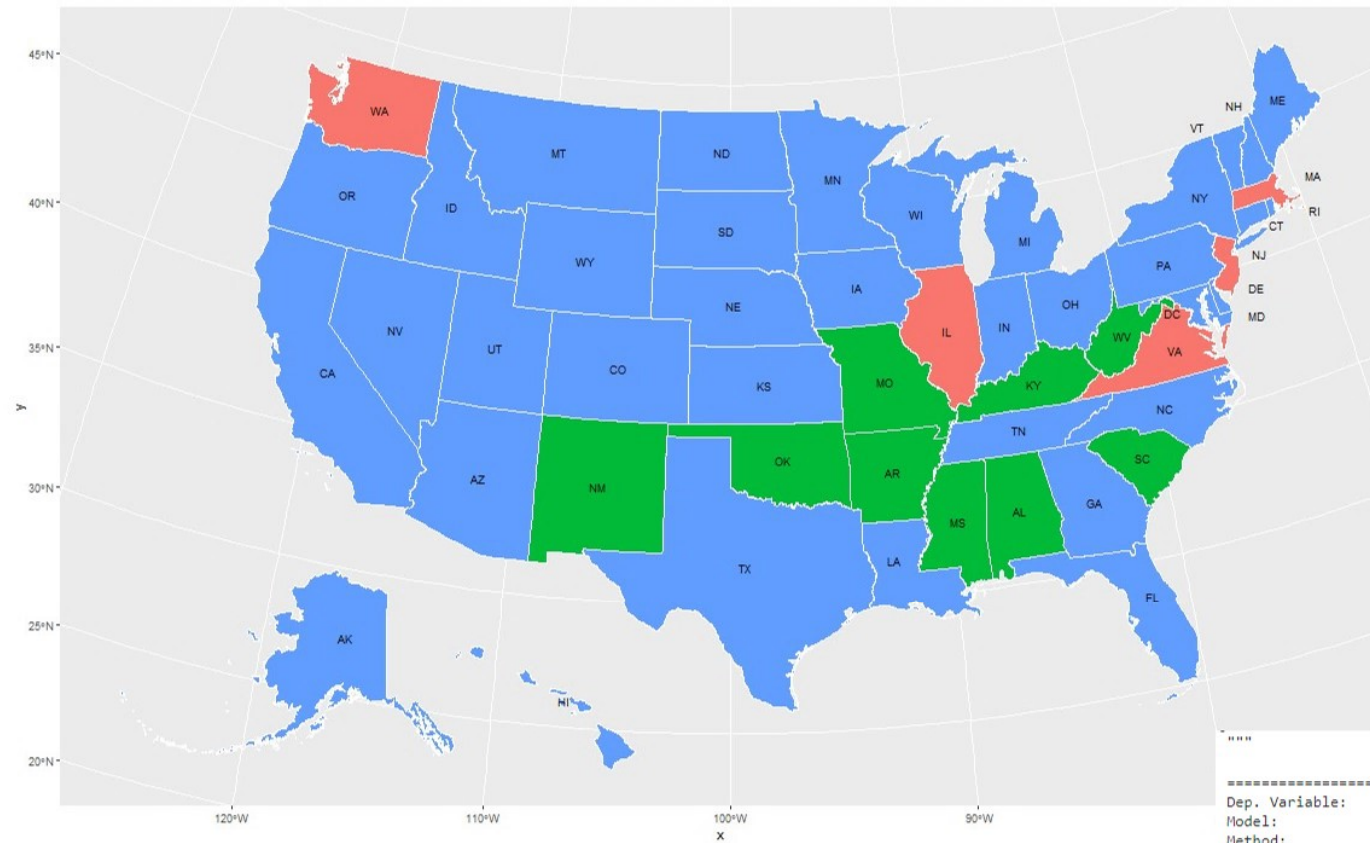 45°N
40°N
35°N
30°N
25°N
20°N
y
120°W
110°W
100°W
90°W
x
WA
MT
ND
MN
OR
ID
SD
WI
MI
WY
IA
NE
NV
UT
CO
KS
CA
MO
IL
IN
OH
PA
NY
VT
NH
ME
MA
RI
CT
NJ
DE
MD
DC
WV
VA
KY
NC
TN
SC
AZ
NM
OK
AR
MS
AL
GA
TX
LA
FL
AK
HI
"""
==================
Dep. Variable:
Model:
Method: